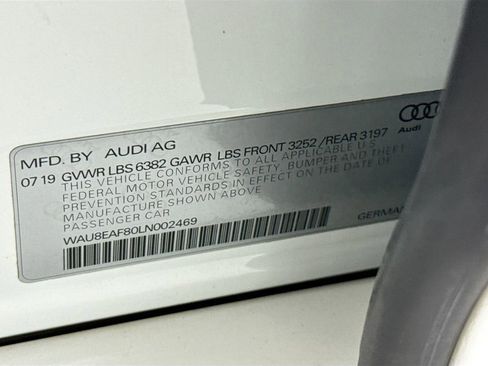 MFD. BY AUDI AG
07 19 GVWR LBS 6382 GAWR LBS FRONT 3252 / REAR 3197
THIS VEHICLE CONFORMS TO ALL APPLICABLE U.S.
FEDERAL MOTOR VEHICLE SAFETY, BUMPER AND THEFT
PREVENTION STANDARDS IN EFFECT ON THE DATE OF
MANUFACTURE SHOWN ABOVE
PASSENGER CAR
WAU8EAF80LN002469
Audi